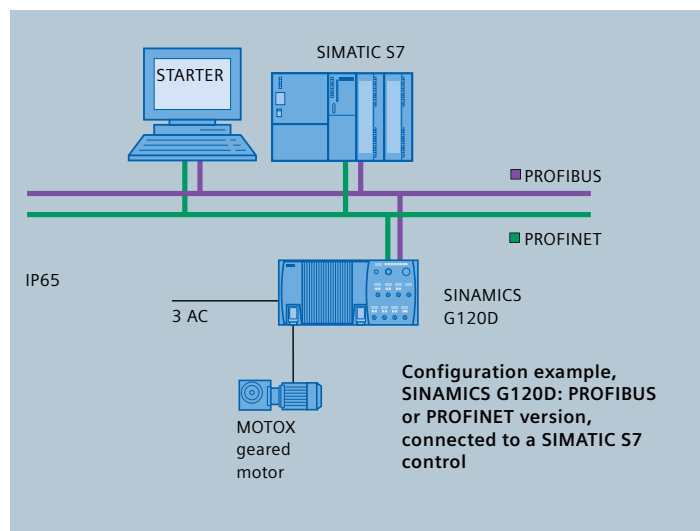 SIMATIC S7
STARTER
PROFIBUS
PROFINET
IP65
3 AC
SINAMICS
G120D
MOTOX
geared
motor
Configuration example,
SINAMICS G120D: PROFIBUS
or PROFINET version,
connected to a SIMATIC S7
control